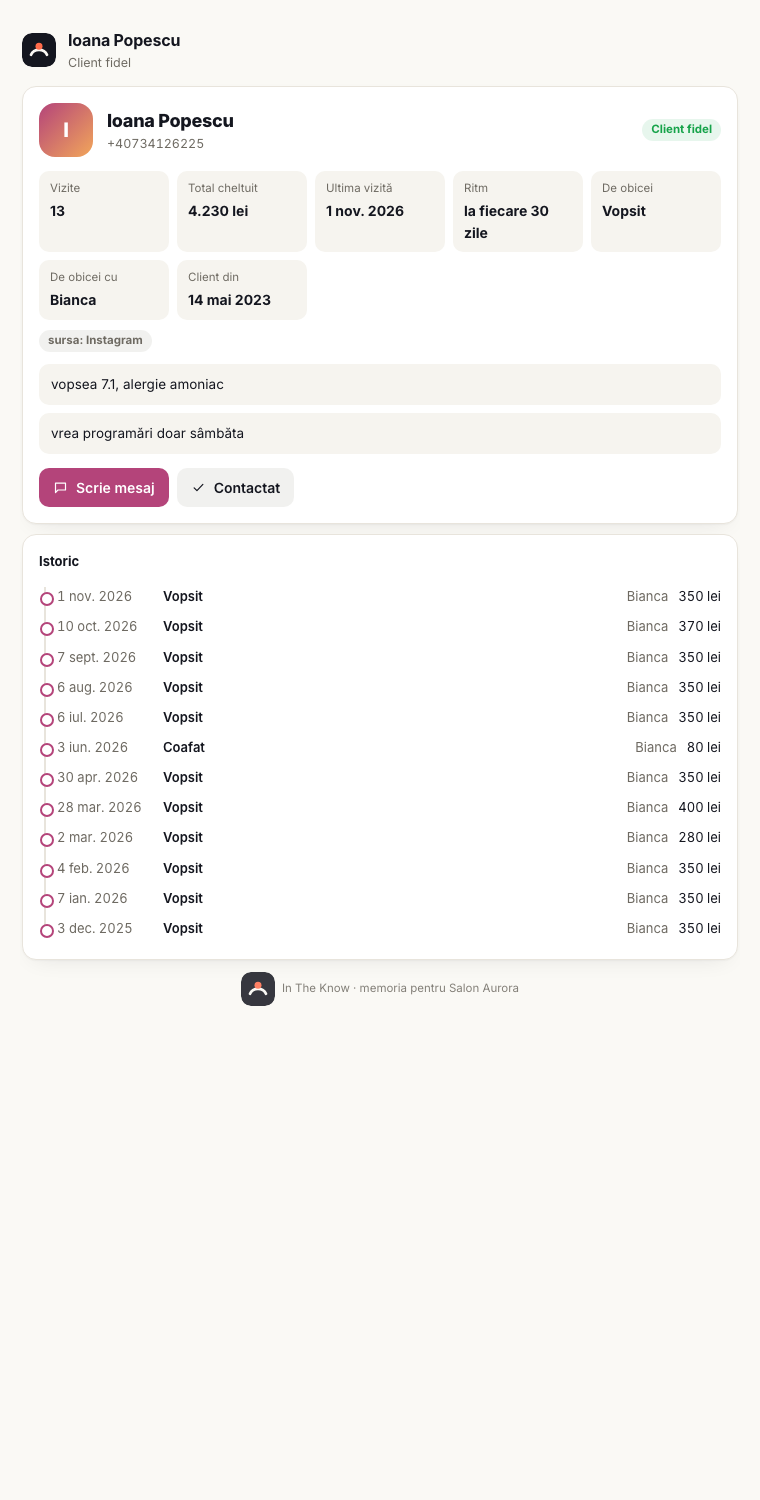 Ioana Popescu
Client fidel
I
Ioana Popescu
+40734126225
Client fidel
Vizite
13
Total cheltuit
4.230 lei
Ultima vizită
1 nov. 2026
Ritm
la fiecare 30
zile
De obicei
Vopsit
De obicei cu
Bianca
Client din
14 mai 2023
sursa: Instagram
vopsea 7.1, alergie amoniac
vrea programări doar sâmbăta
Scrie mesaj
Contactat
Istoric
1 nov. 2026 Vopsit Bianca 350 lei
10 oct. 2026 Vopsit Bianca 370 lei
7 sept. 2026 Vopsit Bianca 350 lei
6 aug. 2026 Vopsit Bianca 350 lei
6 iul. 2026 Vopsit Bianca 350 lei
3 iun. 2026 Coafat Bianca 80 lei
30 apr. 2026 Vopsit Bianca 350 lei
28 mar. 2026 Vopsit Bianca 400 lei
2 mar. 2026 Vopsit Bianca 280 lei
4 feb. 2026 Vopsit Bianca 350 lei
7 ian. 2026 Vopsit Bianca 350 lei
3 dec. 2025 Vopsit Bianca 350 lei
In The Know · memoria pentru Salon Aurora